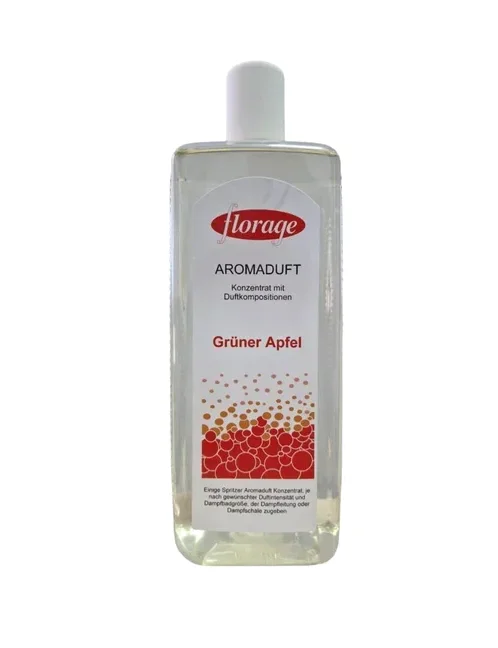 florage
AROMADUFT
Konzentrat mit
Duftkompositionen
Grüner Apfel
Einige Spritzer Aromaduft Konzentrat, je
nach gewünschter Duftintensität und
Dampfbadgröße, der Dampfleitung oder
Dampfschale zugeben